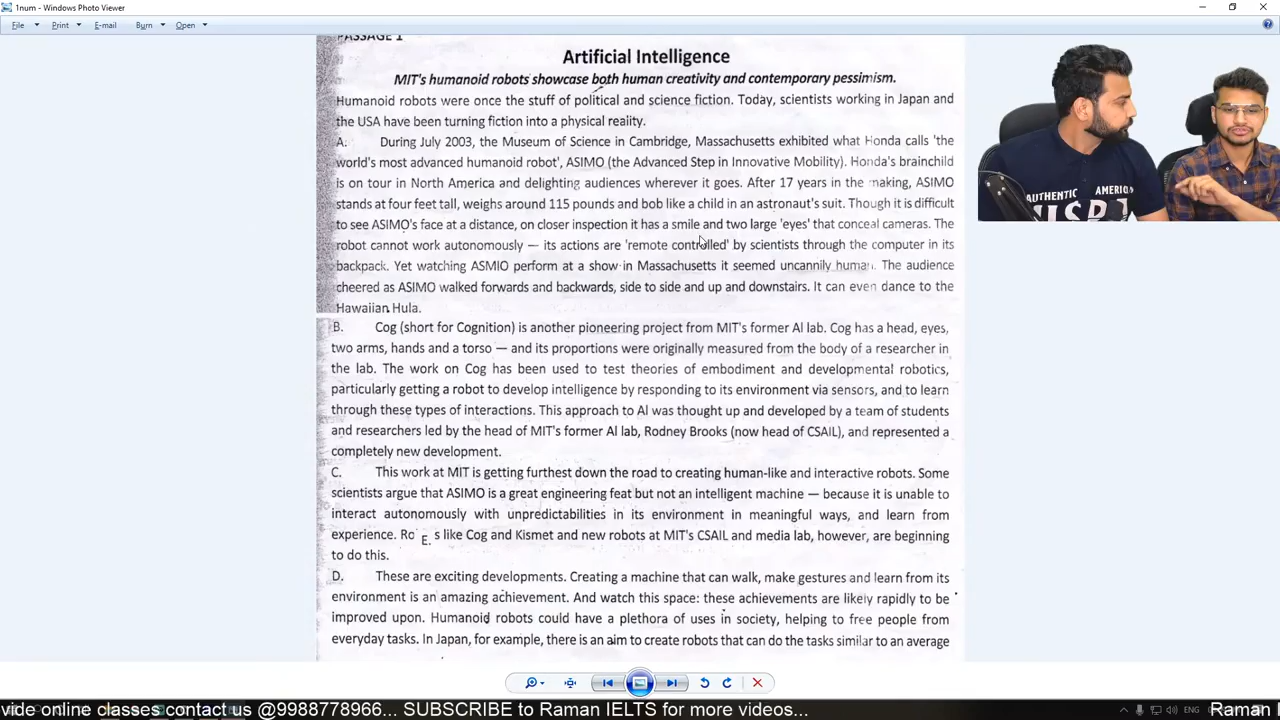 1num - Windows Photo Viewer
File Print E-mail Burn Open
PASSAGE 1
Artificial Intelligence
MIT's humanoid robots showcase both human creativity and contemporary pessimism.
Humanoid robots were once the stuff of political and science fiction. Today, scientists working in Japan and
the USA have been turning fiction into a physical reality.
A. During July 2003, the Museum of Science in Cambridge, Massachusetts exhibited what Honda calls 'the
world's most advanced humanoid robot', ASIMO (the Advanced Step in Innovative Mobility). Honda's brainchild
is on tour in North America and delighting audiences wherever it goes. After 17 years in the making, ASIMO
stands at four feet tall, weighs around 115 pounds and bob like a child in an astronaut's suit. Though it is difficult
to see ASIMO's face at a distance, on closer inspection it has a smile and two large 'eyes' that conceal cameras. The
robot cannot work autonomously — its actions are 'remote controlled' by scientists through the computer in its
backpack. Yet watching ASMIO perform at a show in Massachusetts it seemed uncannily human. The audience
cheered as ASIMO walked forwards and backwards, side to side and up and downstairs. It can even dance to the
Hawaiian Hula.
B. Cog (short for Cognition) is another pioneering project from MIT's former Al lab. Cog has a head, eyes,
two arms, hands and a torso — and its proportions were originally measured from the body of a researcher in
the lab. The work on Cog has been used to test theories of embodiment and developmental robotics,
particularly getting a robot to develop intelligence by responding to its environment via sensors, and to learn
through these types of interactions. This approach to Al was thought up and developed by a team of students
and researchers led by the head of MIT's former Al lab, Rodney Brooks (now head of CSAIL), and represented a
completely new development.
C. This work at MIT is getting furthest down the road to creating human-like and interactive robots. Some
scientists argue that ASIMO is a great engineering feat but not an intelligent machine — because it is unable to
interact autonomously with unpredictabilities in its environment in meaningful ways, and learn from
experience. Ro E. s like Cog and Kismet and new robots at MIT's CSAIL and media lab, however, are beginning
to do this.
D. These are exciting developments. Creating a machine that can walk, make gestures and learn from its
environment is an amazing achievement. And watch this space: these achievements are likely rapidly to be
improved upon. Humanoid robots could have a plethora of uses in society, helping to free people from
everyday tasks. In Japan, for example, there is an aim to create robots that can do the tasks similar to an average
AUTHENTIC AMERICAN
ENG
vide online classes contact us @9988778966... SUBSCRIBE to Raman IELTS for more videos...
Raman I